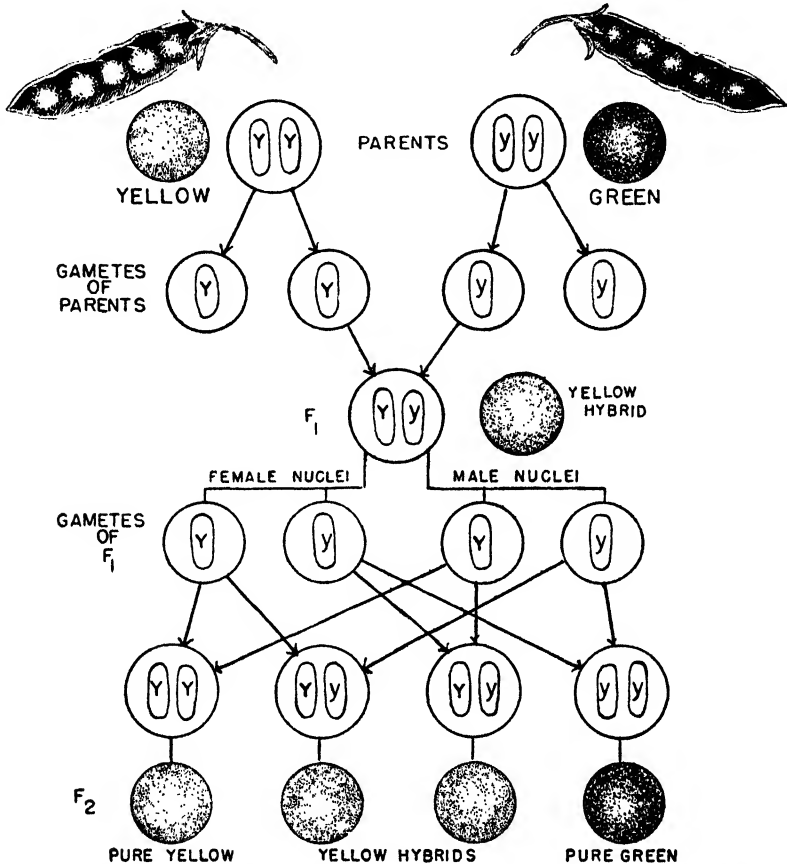 Y Y
PARENTS
y y
YELLOW
GREEN
GAMETES
OF
PARENTS
Y
Y
y
y
F1
Y y
YELLOW
HYBRID
FEMALE NUCLEI
MALE NUCLEI
GAMETES
OF
F1
Y
y
Y
y
Y Y
Y y
Y y
y y
F2
PURE YELLOW
YELLOW HYBRIDS
PURE GREEN